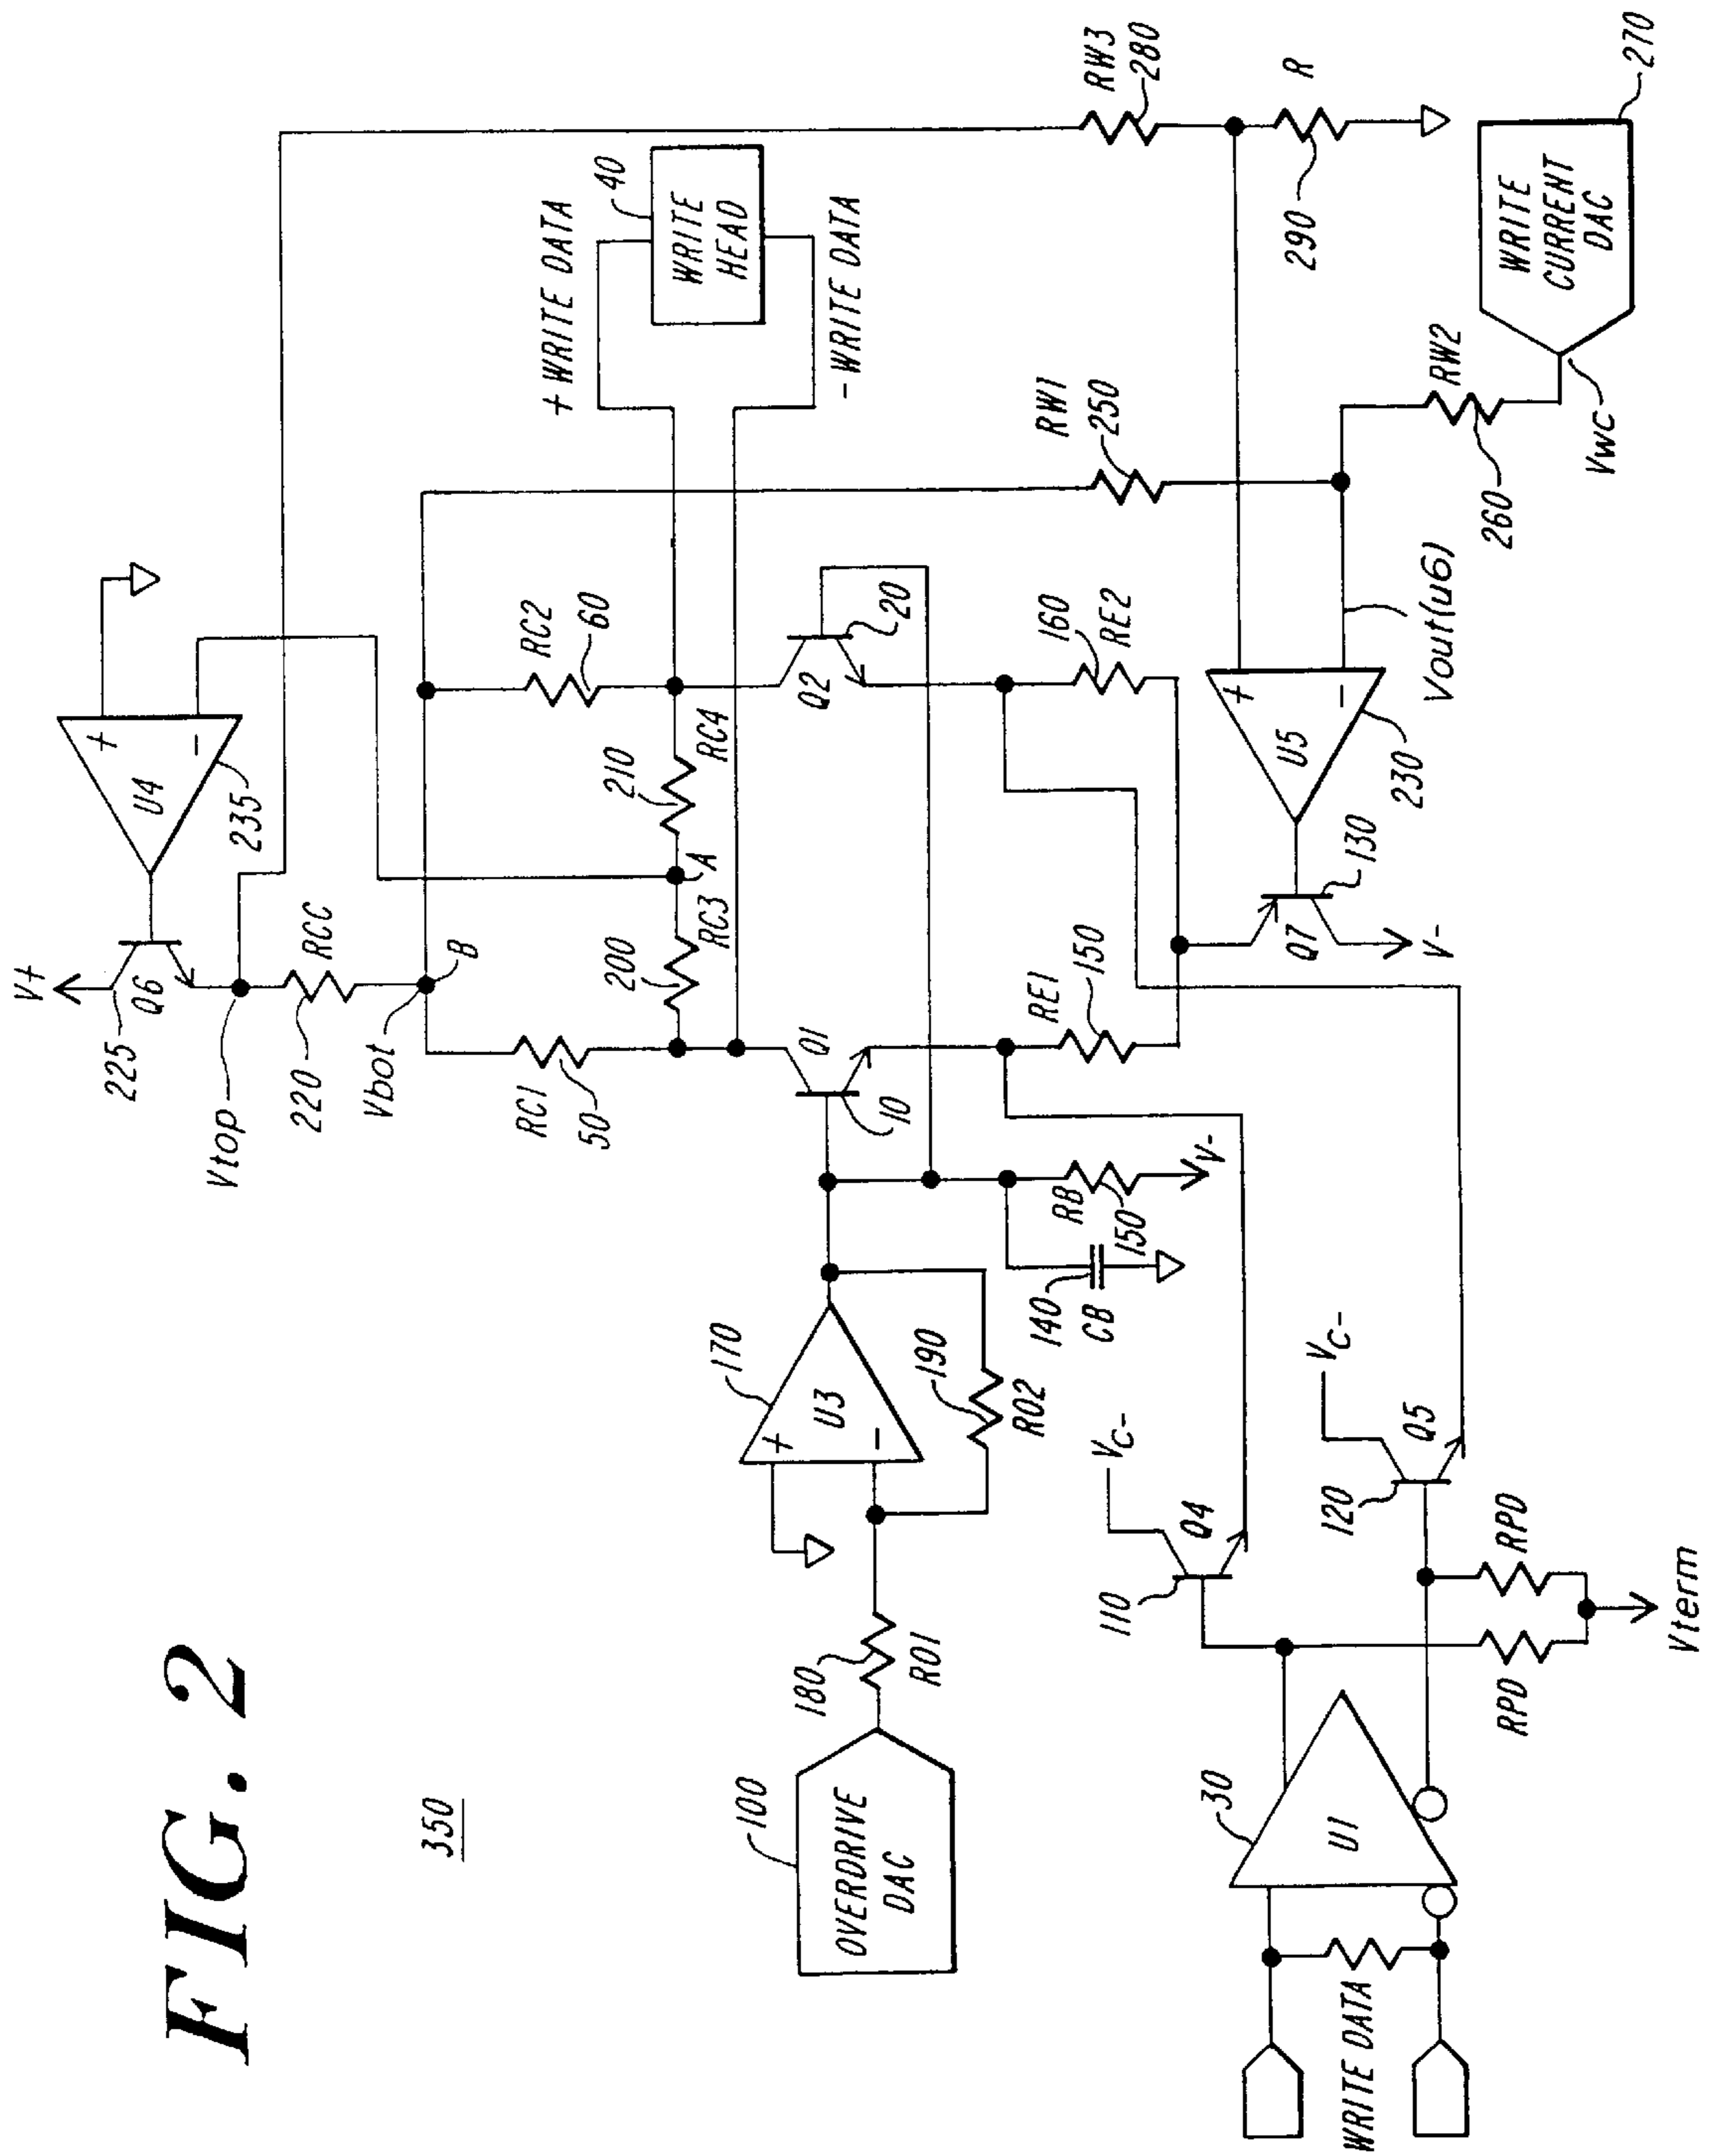 FIG. 2
350
V+
225
Q6
U4
+
-
235
Vtop
220
RCC
Vbot
B
RC1
50
RC2
60
+WRITE DATA
40
WRITE
HEAD
-WRITE DATA
200
RC3
A
210
RC4
Q1
10
Q2
20
RW1
250
RW3
280
170
U3
+
-
190
RO2
OVERDRIVE
DAC
100
180
RO1
140
CB
RB
150
V-
RE1
150
160
RE2
U5
+
-
230
Vout(u6)
R
290
RW2
260
Vwc
WRITE
CURRENT
DAC
270
Q7
130
V-
Vc-
Q4
110
Vc-
Q5
120
30
U1
RPD
RPD
Vterm
WRITE DATA